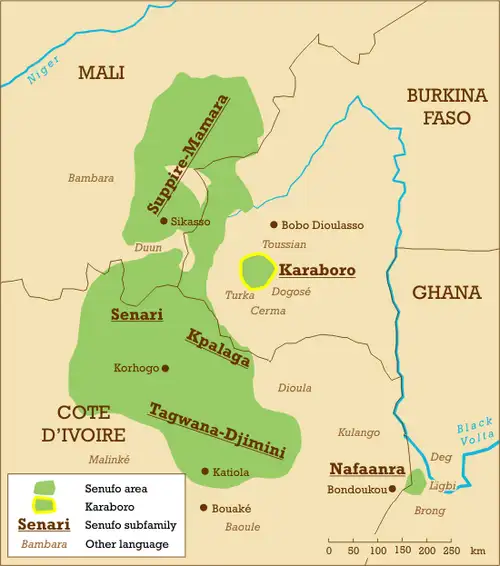 Niger
MALI
BURKINA
FASO
Suppire-Mamara
Bambara
Sikasso
Bobo Dioulasso
Duun
Toussian
Karaboro
Turka
Dogosé
Cerma
GHANA
Senari
Kpalaga
Korhogo
Dioula
COTE
D'IVOIRE
Tagwana-Djimini
Kulango
Black
Volta
Malinké
Katiola
Nafaanra
Deg
Bondoukou
Ligbi
Bouaké
Brong
Baoule
Senufo area
Karaboro
Senari Senufo subfamily
Bambara Other language
0 50 100 150 200 250 km